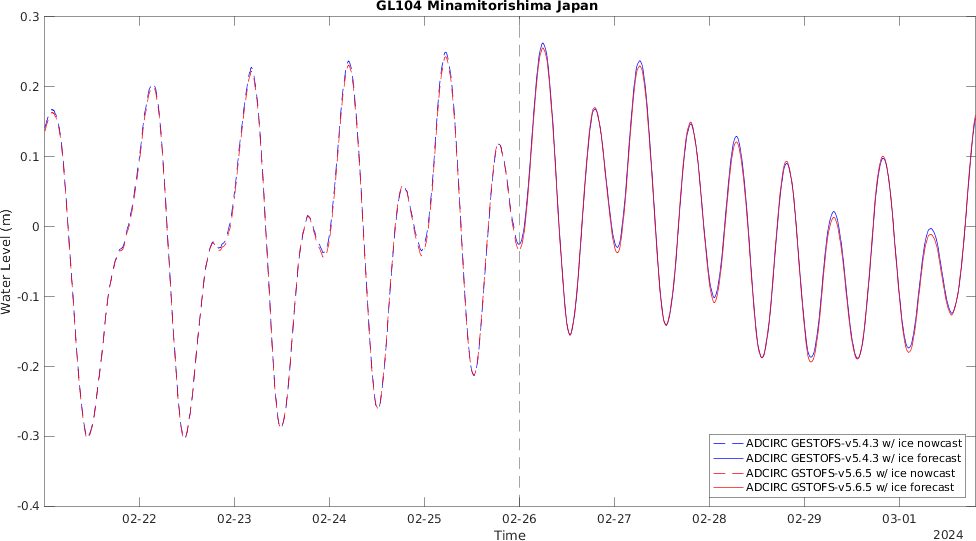 GL104 Minamitorishima Japan
Water Level (m)
0.3
0.2
0.1
0
-0.1
-0.2
-0.3
-0.4
ADCIRC GESTOFS-v5.4.3 w/ ice nowcast
ADCIRC GESTOFS-v5.4.3 w/ ice forecast
ADCIRC GSTOFS-v5.6.5 w/ ice nowcast
ADCIRC GSTOFS-v5.6.5 w/ ice forecast
02-22 02-23 02-24 02-25 02-26 02-27 02-28 02-29 03-01
Time
2024